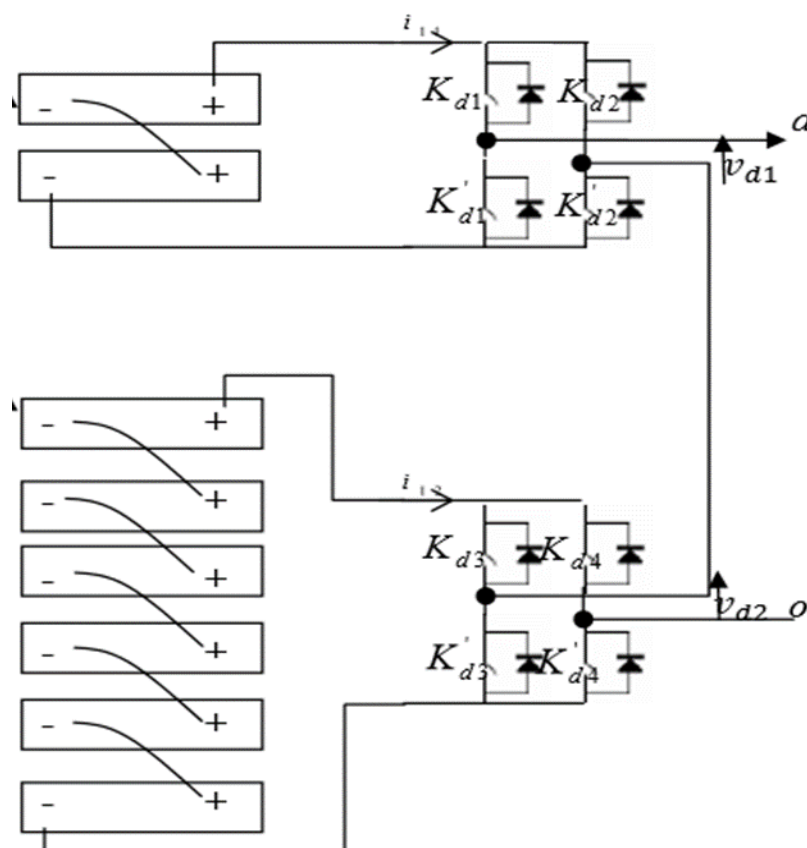 i
- +
K d1 K d2
a
v d1
- +
K' d1 K' d2
- +
i
- +
K d3 K d4
- +
v d2 o
- +
K' d3 K' d4
- +
- +